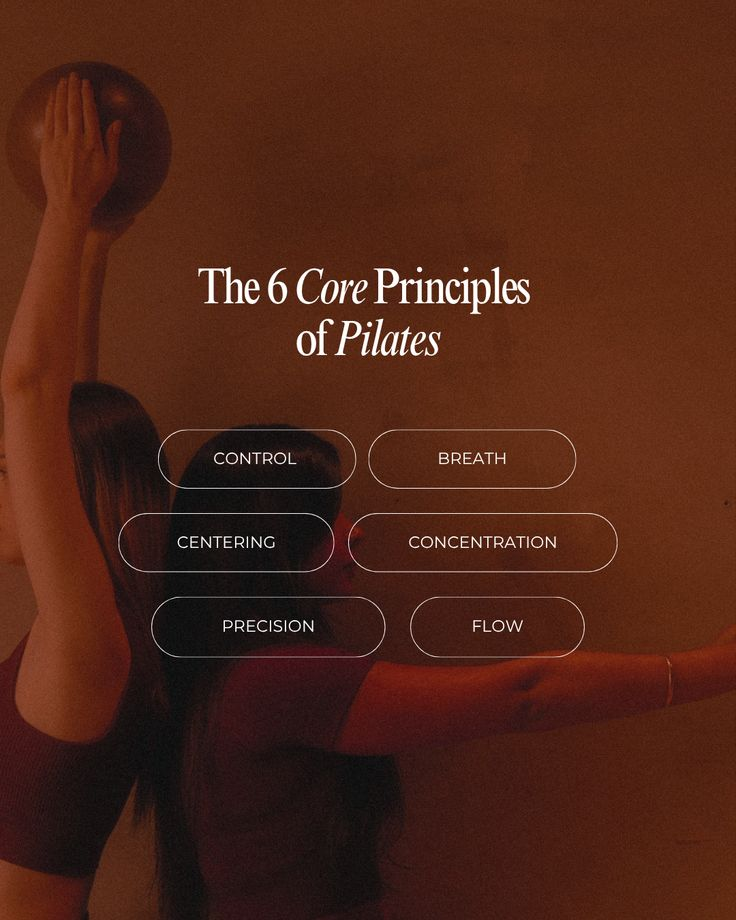 The 6 Core Principles
of Pilates
CONTROL
BREATH
CENTERING
CONCENTRATION
PRECISION
FLOW